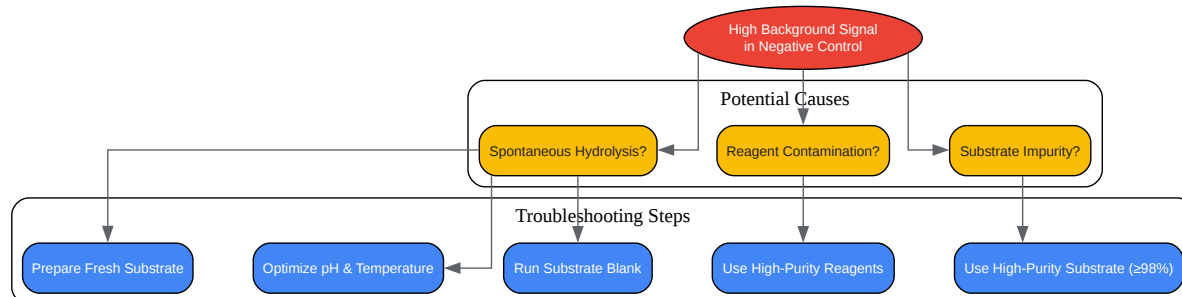 High Background Signal
in Negative Control
Potential Causes
Spontaneous Hydrolysis?
Reagent Contamination?
Substrate Impurity?
Troubleshooting Steps
Prepare Fresh Substrate
Optimize pH & Temperature
Run Substrate Blank
Use High-Purity Reagents
Use High-Purity Substrate (≥98%)